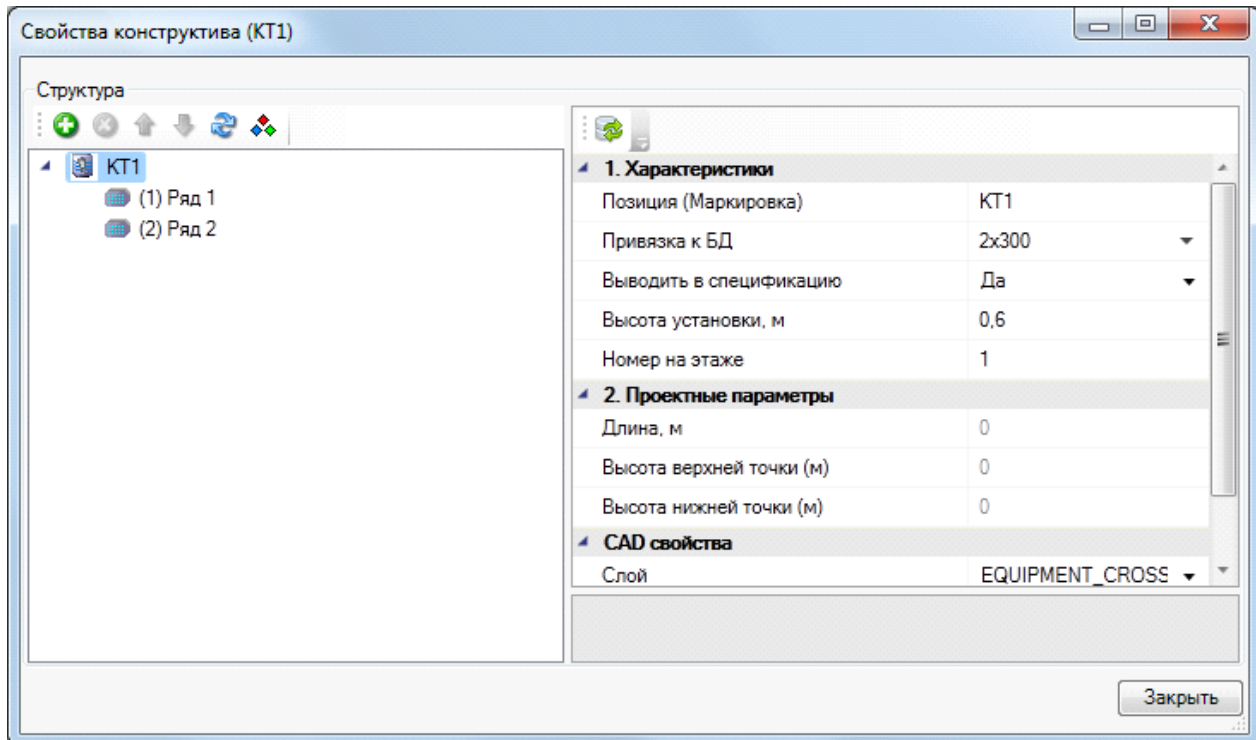 Свойства конструктива (КТ1)
Структура
КТ1
(1) Ряд 1
(2) Ряд 2
1. Характеристики
Позиция (Маркировка) КТ1
Привязка к БД 2x300
Выводить в спецификацию Да
Высота установки, м 0,6
Номер на этаже 1
2. Проектные параметры
Длина, м 0
Высота верхней точки (м) 0
Высота нижней точки (м) 0
CAD свойства
Слой EQUIPMENT_CROSS
Закрыть